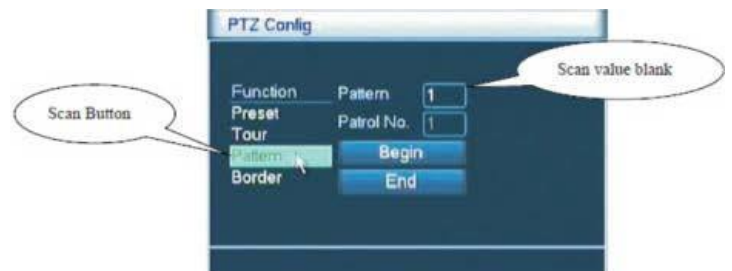 PTZ Config
Scan value blank
Function Pattern 1
Scan Button
Preset Patrol No. 1
Tour
Pattern Begin
Border End